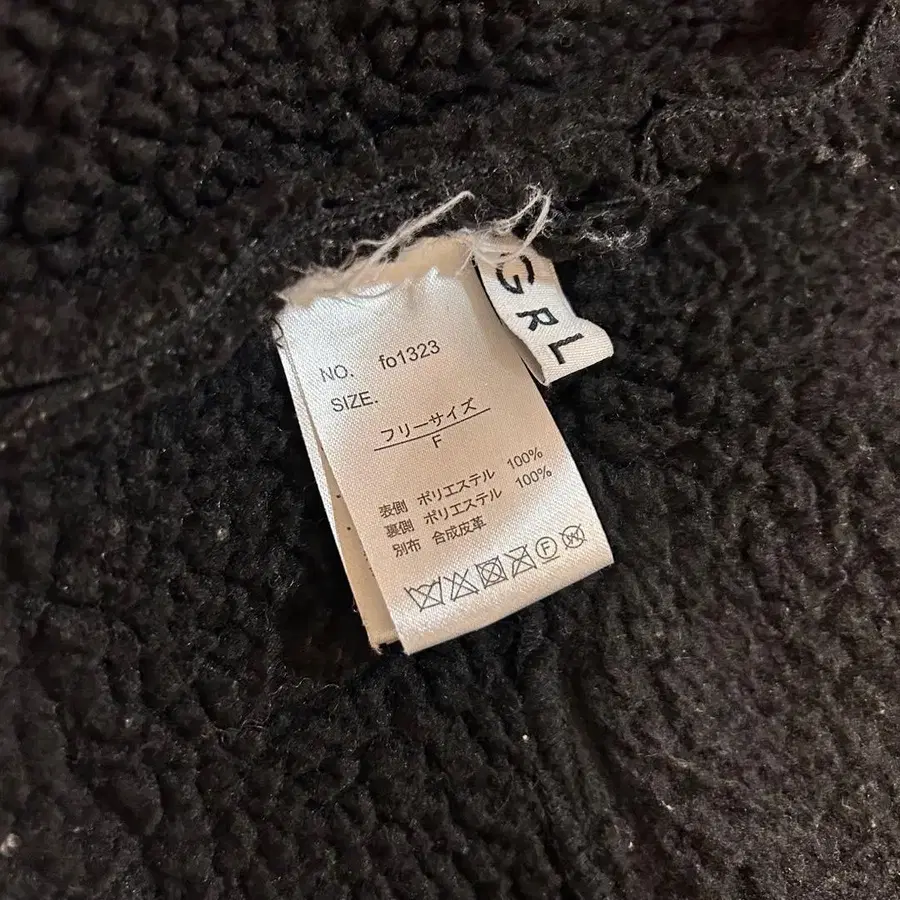 GRL
NO. fo1323
SIZE.
フリーサイズ
F
表側 ポリエステル 100%
裏側 ポリエステル 100%
別布 合成皮革
F
W